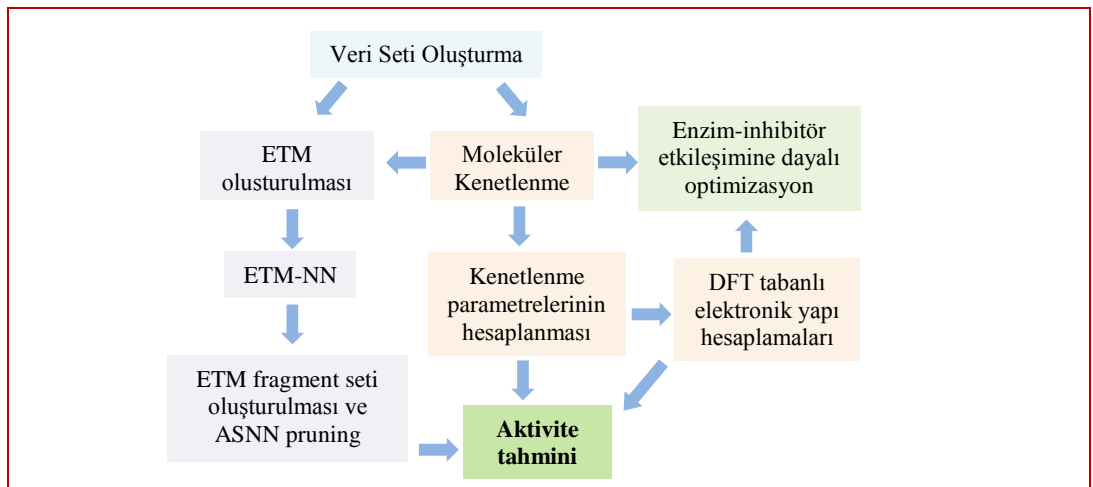 Veri Seti Oluşturma
ETM
olusturulması
Moleküler
Kenetlenme
Enzim-inhibitör
etkileşimine dayalı
optimizasyon
ETM-NN
Kenetlenme
parametrelerinin
hesaplanması
DFT tabanlı
elektronik yapı
hesaplamaları
ETM fragment seti
oluşturulması ve
ASNN pruning
Aktivite
tahmini